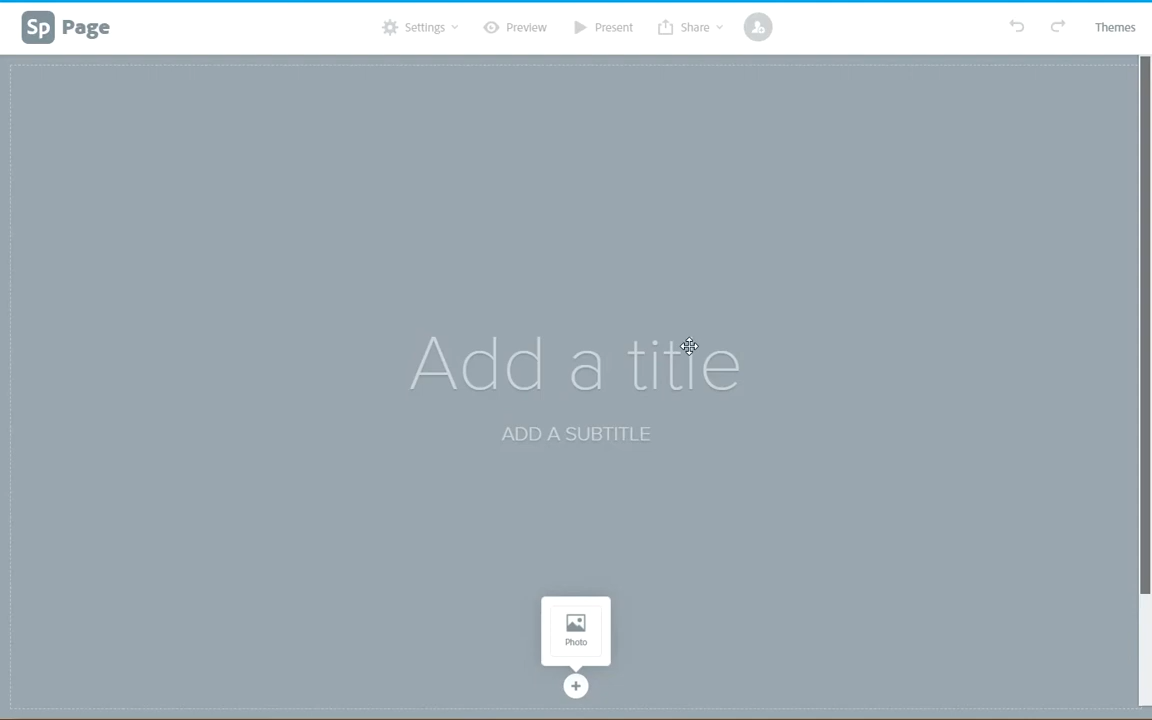 Sp Page
Settings Preview Present Share Themes
Add a title
ADD A SUBTITLE
Photo